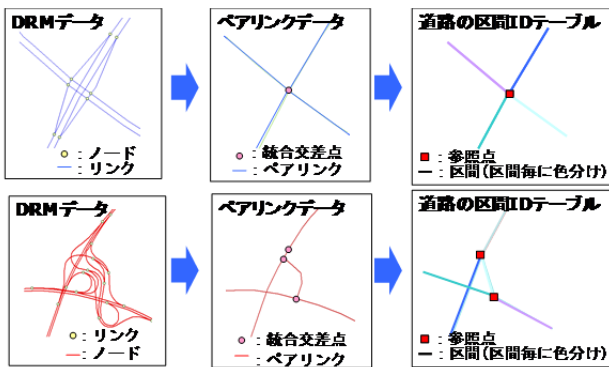 DRMデータ
ペアリンクデータ
道路の区間IDテーブル
：ノード
：リンク
：統合交差点
：ペアリンク
：参照点
：区間(区間毎に色分け)
DRMデータ
ペアリンクデータ
道路の区間IDテーブル
：リンク
：ノード
：統合交差点
：ペアリンク
：参照点
：区間(区間毎に色分け)